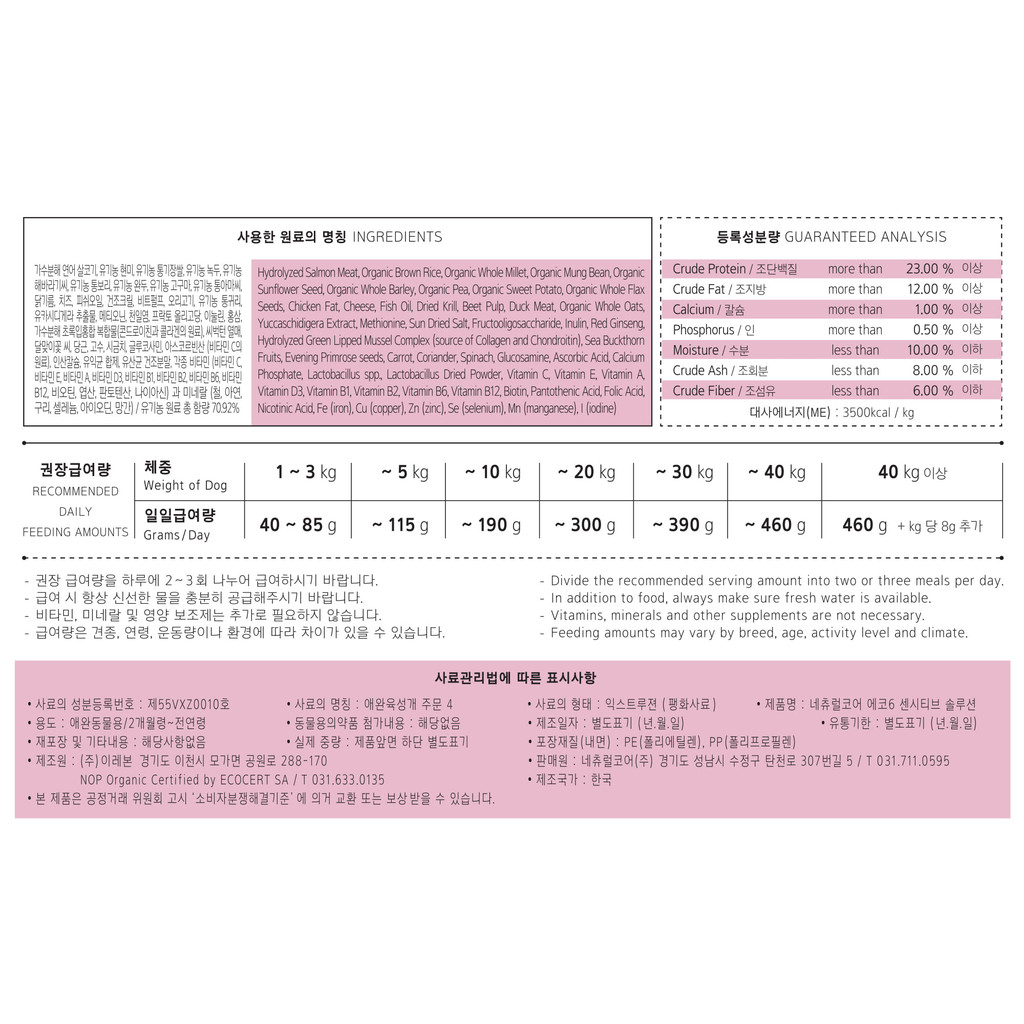 사용한 원료의 명칭 INGREDIENTS
가수분해 연어 살코기, 유기농 현미, 유기농 통기장쌀, 유기농 녹두, 유기농
해바라기씨, 유기농 통보리, 유기농 완두, 유기농 고구마, 유기농 통아마씨,
닭기름, 치즈, 피쉬오일, 건조크릴, 비트펄프, 오리고기, 유기농 통귀리,
유카시디게라 추출물, 메티오닌, 천일염, 프락토 올리고당, 이눌린, 홍삼,
가수분해 초록입홍합 복합물(콘드로이친과 콜라겐의 원료), 씨벅턴 열매,
달맞이꽃 씨, 당근, 고수, 시금치, 글루코사민, 아스코르빈산 (비타민 C의
원료), 인산칼슘, 유익균 합제, 유산균 건조분말, 각종 비타민 (비타민 C,
비타민 E, 비타민 A, 비타민 D3, 비타민 B1, 비타민 B2, 비타민 B6, 비타민
B12, 비오틴, 엽산, 판토텐산, 나이아신) 과 미네랄 (철, 아연,
구리, 셀레늄, 아이오딘, 망간) / 유기농 원료 총 함량 70.92%
Hydrolyzed Salmon Meat, Organic Brown Rice, Organic Whole Millet, Organic Mung Bean, Organic
Sunflower Seed, Organic Whole Barley, Organic Pea, Organic Sweet Potato, Organic Whole Flax
Seeds, Chicken Fat, Cheese, Fish Oil, Dried Krill, Beet Pulp, Duck Meat, Organic Whole Oats,
Yuccaschidigera Extract, Methionine, Sun Dried Salt, Fructooligosaccharide, Inulin, Red Ginseng,
Hydrolyzed Green Lipped Mussel Complex (source of Collagen and Chondroitin), Sea Buckthorn
Fruits, Evening Primrose seeds, Carrot, Coriander, Spinach, Glucosamine, Ascorbic Acid, Calcium
Phosphate, Lactobacillus spp., Lactobacillus Dried Powder, Vitamin C, Vitamin E, Vitamin A,
Vitamin D3, Vitamin B1, Vitamin B2, Vitamin B6, Vitamin B12, Biotin, Pantothenic Acid, Folic Acid,
Nicotinic Acid, Fe (iron), Cu (copper), Zn (zinc), Se (selenium), Mn (manganese), I (iodine)
등록성분량 GUARANTEED ANALYSIS
Crude Protein / 조단백질 more than 23.00 % 이상
Crude Fat / 조지방 more than 12.00 % 이상
Calcium / 칼슘 more than 1.00 % 이상
Phosphorus / 인 more than 0.50 % 이상
Moisture / 수분 less than 10.00 % 이하
Crude Ash / 조회분 less than 8.00 % 이하
Crude Fiber / 조섬유 less than 6.00 % 이하
대사에너지(ME) : 3500kcal / kg
권장급여량
RECOMMENDED
DAILY
FEEDING AMOUNTS
체중
Weight of Dog
1 ~ 3 kg ~ 5 kg ~ 10 kg ~ 20 kg ~ 30 kg ~ 40 kg 40 kg 이상
일일급여량
Grams/Day
40 ~ 85 g ~ 115 g ~ 190 g ~ 300 g ~ 390 g ~ 460 g 460 g + kg 당 8g 추가
- 권장 급여량을 하루에 2~3회 나누어 급여하시기 바랍니다.
- 급여 시 항상 신선한 물을 충분히 공급해주시기 바랍니다.
- 비타민, 미네랄 및 영양 보조제는 추가로 필요하지 않습니다.
- 급여량은 견종, 연령, 운동량이나 환경에 따라 차이가 있을 수 있습니다.
- Divide the recommended serving amount into two or three meals per day.
- In addition to food, always make sure fresh water is available.
- Vitamins, minerals and other supplements are not necessary.
- Feeding amounts may vary by breed, age, activity level and climate.
사료관리법에 따른 표시사항
• 사료의 성분등록번호 : 제55VXZ0010호 • 사료의 명칭 : 애완육성개 주문 4
• 용도 : 애완동물용/2개월령~전연령 • 동물용의약품 첨가내용 : 해당없음
• 재포장 및 기타내용 : 해당사항없음 • 실제 중량 : 제품앞면 하단 별도표기
• 제조원 : (주)이레본 경기도 이천시 모가면 공원로 288-170
NOP Organic Certified by ECOCERT SA / T 031.633.0135
• 본 제품은 공정거래 위원회 고시 '소비자분쟁해결기준'에 의거 교환 또는 보상받을 수 있습니다.
• 사료의 형태 : 익스트루젼 (팽화사료) • 제품명 : 네츄럴코어 에코6 센시티브 솔루션
• 제조일자 : 별도표기 (년.월.일) • 유통기한 : 별도표기 (년.월.일)
• 포장재질(내면) : PE(폴리에틸렌), PP(폴리프로필렌)
• 판매원 : 네츄럴코어(주) 경기도 성남시 수정구 탄천로 307번길 5 / T 031.711.0595
• 제조국가 : 한국